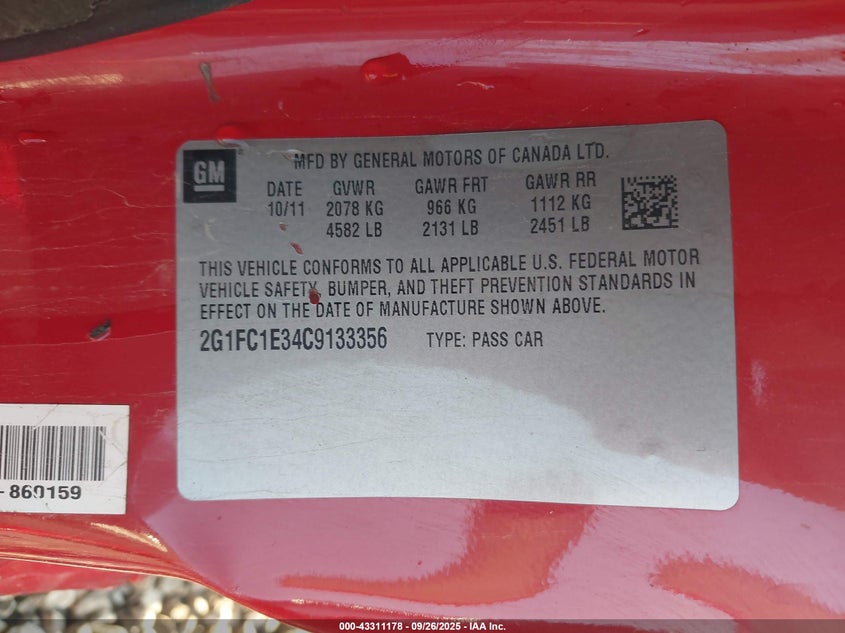 GM
MFD BY GENERAL MOTORS OF CANADA LTD.
DATE GVWR GAWR FRT GAWR RR
10/11 2078 KG 966 KG 1112 KG
4582 LB 2131 LB 2451 LB
THIS VEHICLE CONFORMS TO ALL APPLICABLE U.S. FEDERAL MOTOR
VEHICLE SAFETY, BUMPER, AND THEFT PREVENTION STANDARDS IN
EFFECT ON THE DATE OF MANUFACTURE SHOWN ABOVE.
2G1FC1E34C9133356 TYPE: PASS CAR
- 860159
000-43311178 - 09/26/2025 - IAA Inc.